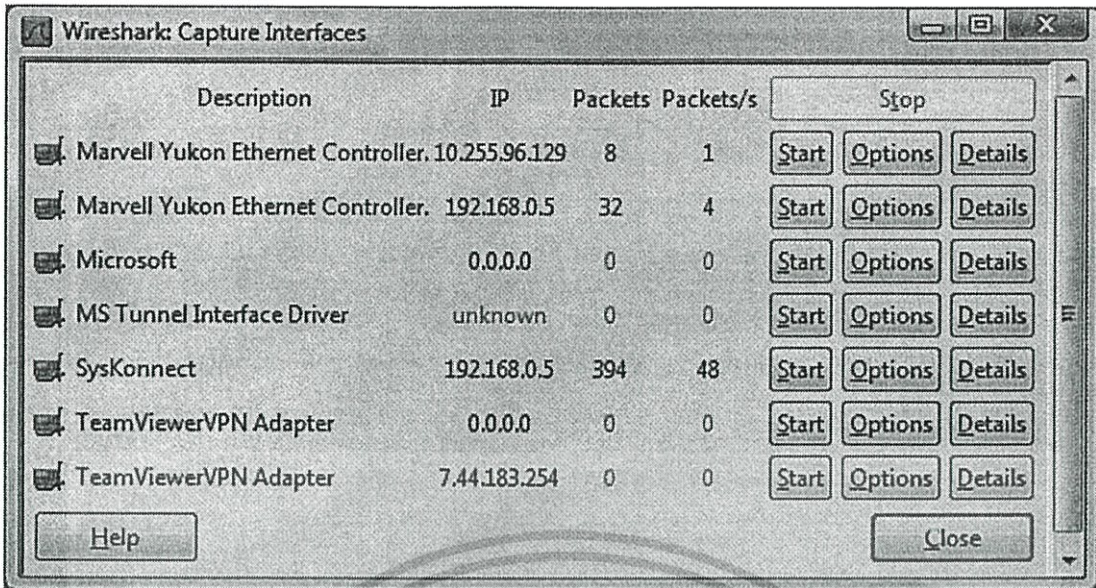 Wireshark: Capture Interfaces
Description IP Packets Packets/s Stop
Marvell Yukon Ethernet Controller. 10.255.96.129 8 1 Start Options Details
Marvell Yukon Ethernet Controller. 192.168.0.5 32 4 Start Options Details
Microsoft 0.0.0.0 0 0 Start Options Details
MS Tunnel Interface Driver unknown 0 0 Start Options Details
SysKonnect 192.168.0.5 394 48 Start Options Details
TeamViewerVPN Adapter 0.0.0.0 0 0 Start Options Details
TeamViewerVPN Adapter 7.44.183.254 0 0 Start Options Details
Help Close